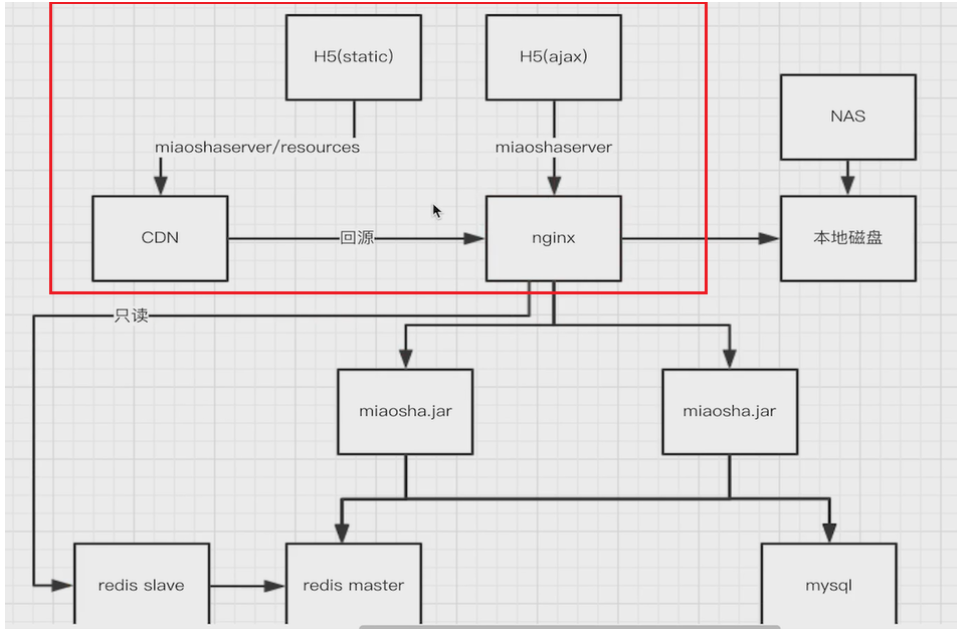 H5(static)
H5(ajax)
NAS
miaoshaserver/resources
miaoshaserver
CDN
回源
nginx
本地磁盘
只读
miaosha.jar
miaosha.jar
redis slave
redis master
mysql